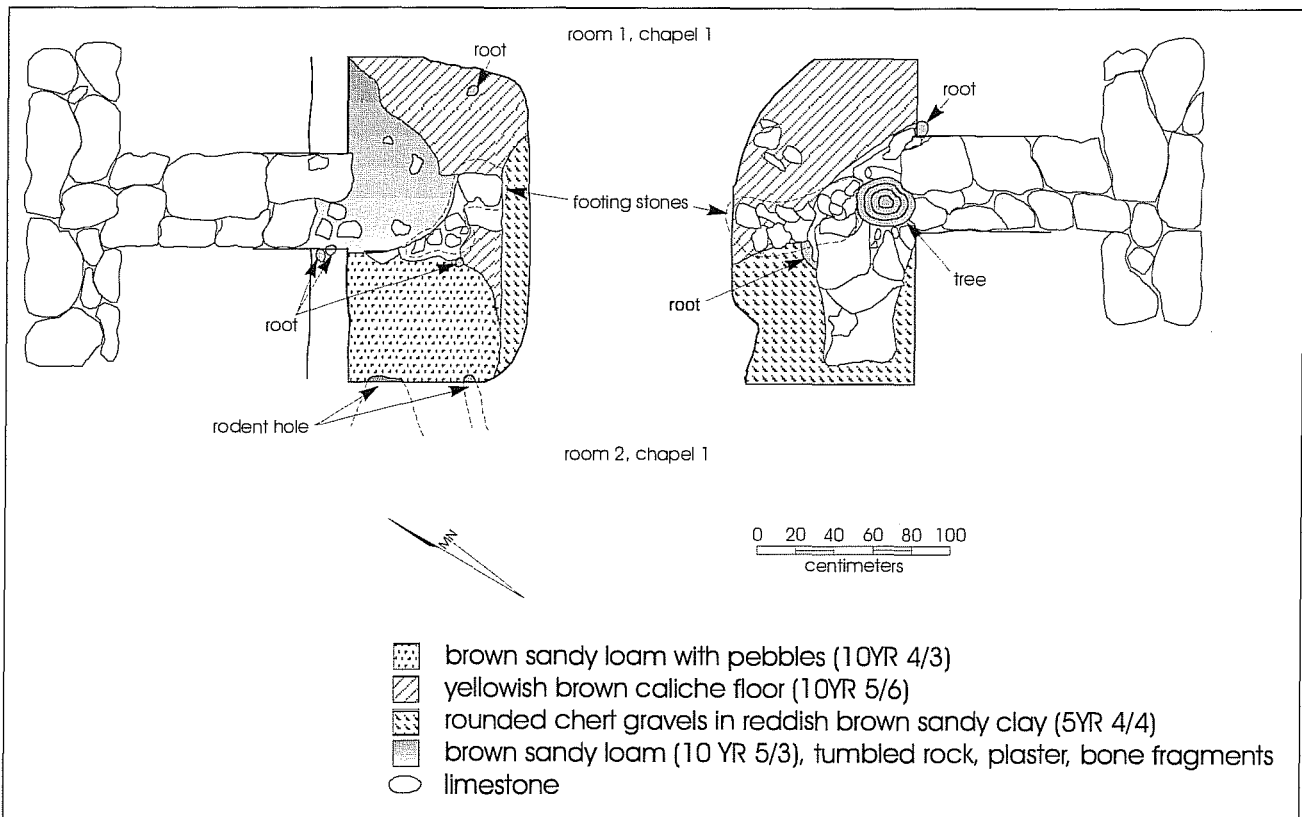 room 1, chapel 1
root
root
footing stones
root
tree
root
rodent hole
room 2, chapel 1
MN
0 20 40 60 80 100
centimeters
brown sandy loam with pebbles (10YR 4/3)
yellowish brown caliche floor (10YR 5/6)
rounded chert gravels in reddish brown sandy clay (5YR 4/4)
brown sandy loam (10 YR 5/3), tumbled rock, plaster, bone fragments
limestone